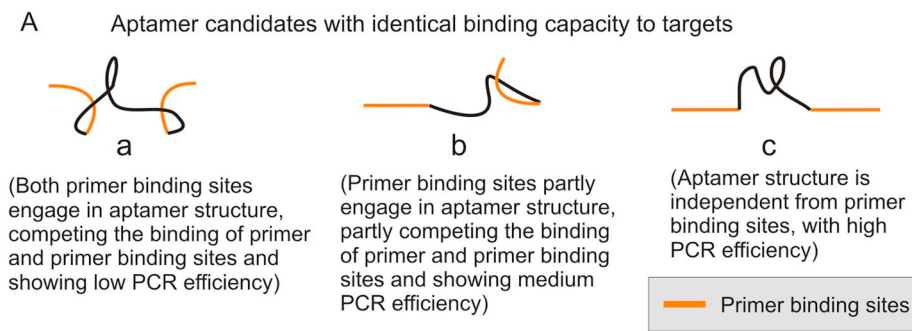 A
Aptamer candidates with identical binding capacity to targets
a
(Both primer binding sites
engage in aptamer structure,
competing the binding of primer
and primer binding sites and
showing low PCR efficiency)
b
(Primer binding sites partly
engage in aptamer structure,
partly competing the binding
of primer and primer binding
sites and showing medium
PCR efficiency)
c
(Aptamer structure is
independent from primer
binding sites, with high
PCR efficiency)
Primer binding sites